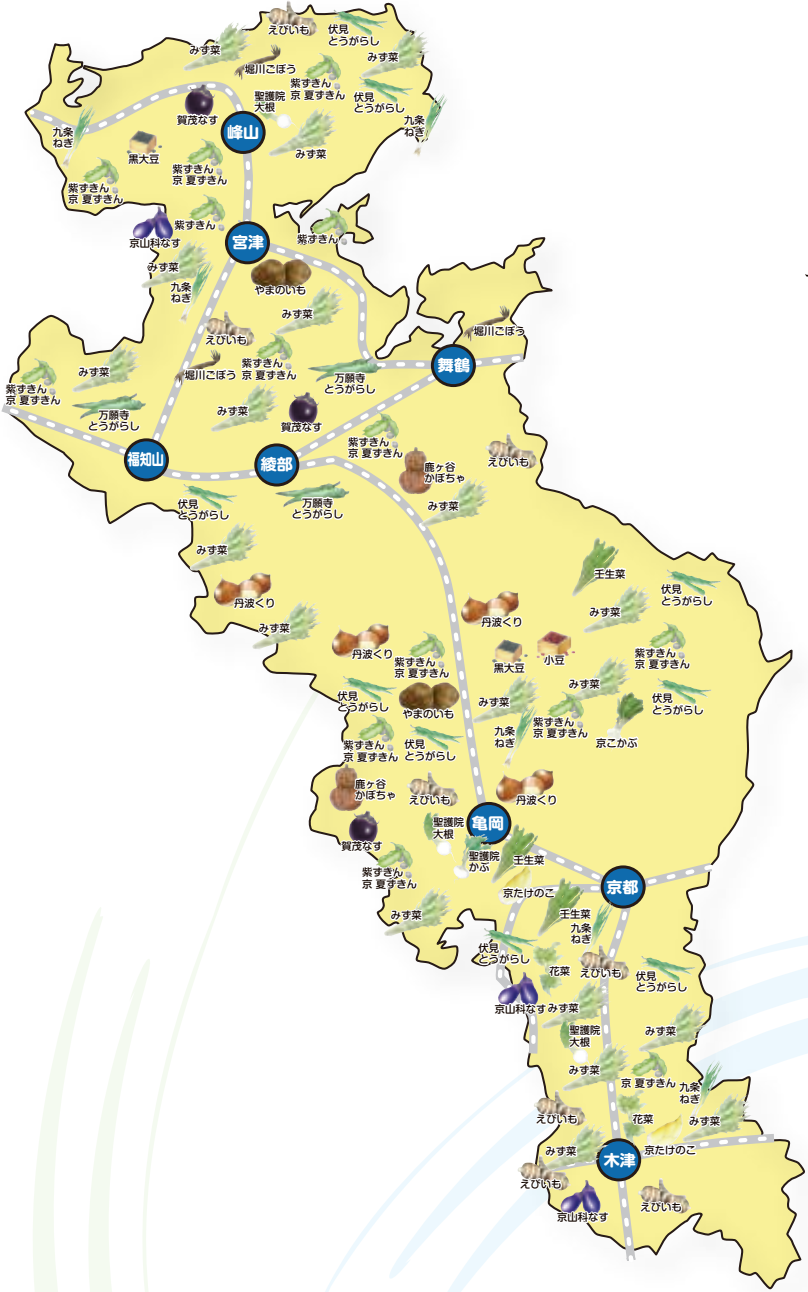 えびいも
伏見
とうがらし
みず菜
みず菜
堀川ごぼう
紫ずきん
京 夏ずきん
聖護院
大根
伏見
とうがらし
賀茂なす
九条
ねぎ
九条
ねぎ
峰山
黒大豆
みず菜
紫ずきん
京 夏ずきん
紫ずきん
京 夏ずきん
紫ずきん
京山科なす
宮津
紫ずきん
みず菜
九条
ねぎ
やまのいも
みず菜
えびいも
堀川ごぼう
紫ずきん
京 夏ずきん
堀川ごぼう
舞鶴
万願寺
とうがらし
みず菜
紫ずきん
京 夏ずきん
万願寺
とうがらし
みず菜
賀茂なす
紫ずきん
京 夏ずきん
福知山
綾部
鹿ヶ谷
かぼちゃ
えびいも
伏見
とうがらし
万願寺
とうがらし
みず菜
みず菜
壬生菜
伏見
とうがらし
丹波くり
丹波くり
みず菜
みず菜
丹波くり
紫ずきん
京 夏ずきん
黒大豆
小豆
紫ずきん
京 夏ずきん
伏見
とうがらし
やまのいも
みず菜
みず菜
伏見
とうがらし
紫ずきん
京 夏ずきん
伏見
とうがらし
九条
ねぎ
紫ずきん
京 夏ずきん
京こかぶ
鹿ヶ谷
かぼちゃ
えびいも
丹波くり
賀茂なす
聖護院
大根
亀岡
聖護院
かぶ
壬生菜
紫ずきん
京 夏ずきん
京たけのこ
京都
みず菜
壬生菜
九条
ねぎ
伏見
とうがらし
花菜
えびいも
伏見
とうがらし
京山科なす
みず菜
聖護院
大根
みず菜
みず菜
京 夏ずきん
九条
ねぎ
えびいも
花菜
みず菜
みず菜
木津
京たけのこ
えびいも
京山科なす
えびいも